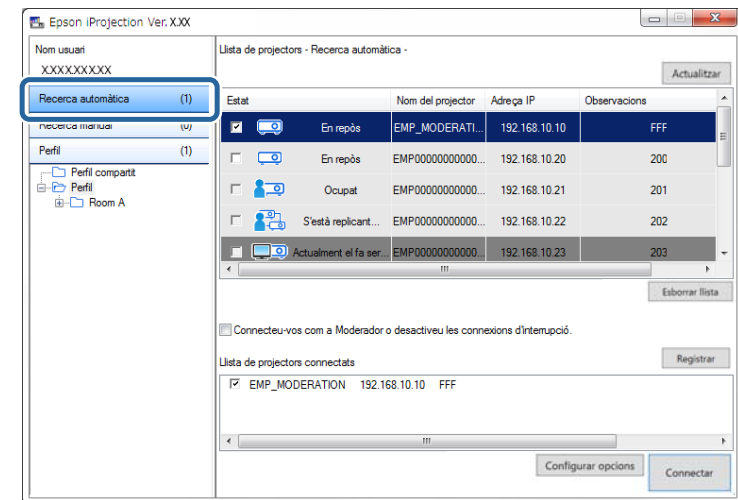 Epson iProjection Ver. X.XX
Nom usuari
XXXXXXXXX
Recerca automàtica (1)
Recerca manual (0)
Perfil (1)
Perfil compartit
Perfil
Room A
Llista de projectors - Recerca automàtica -
Actualitzar
Estat Nom del projector Adreça IP Observacions
En repòs EMP_MODERATI... 192.168.10.10 FFF
En repòs EMP00000000000... 192.168.10.20 200
Ocupat EMP00000000000... 192.168.10.21 201
S'està replicant... EMP00000000000... 192.168.10.22 202
Actualment el fa ser... EMP00000000000... 192.168.10.23 203
Esborrar llista
Connecteu-vos com a Moderador o desactiveu les connexions d'interrupció.
Llista de projectors connectats
Registrar
EMP_MODERATION 192.168.10.10 FFF
Configurar opcions
Connectar